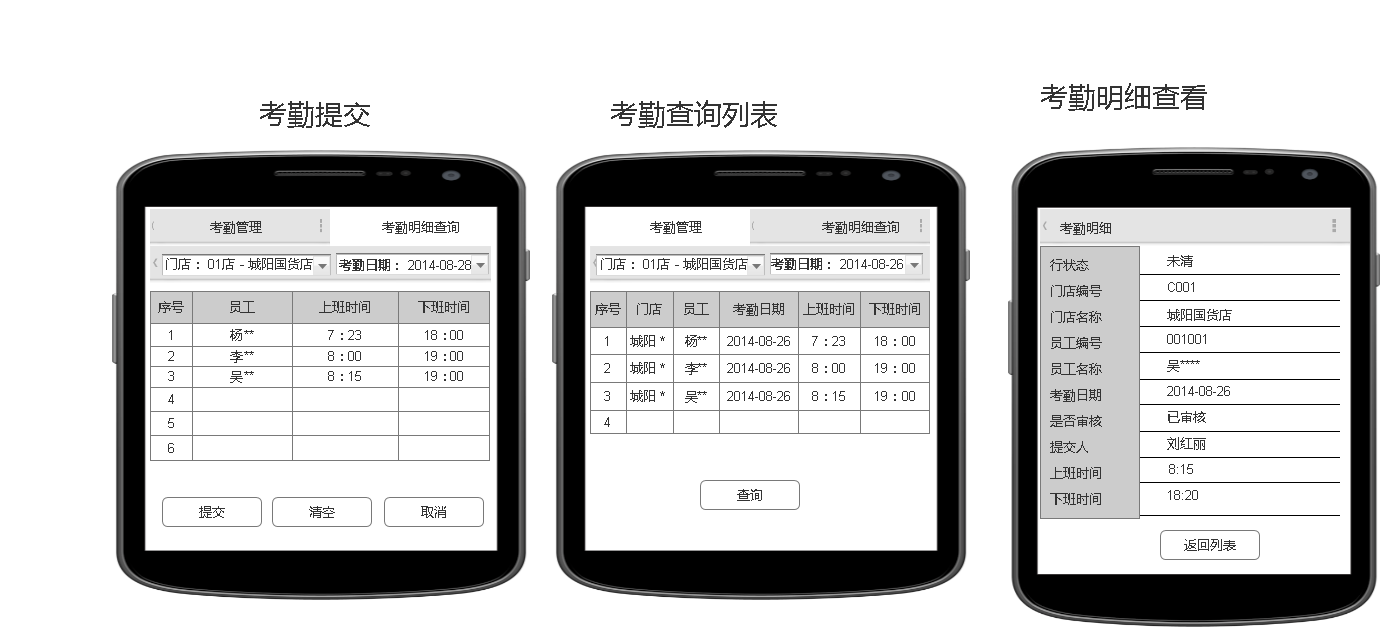 考勤提交
考勤管理 考勤明细查询
门店：01店 - 城阳国货店 考勤日期：2014-08-28
序号 员工 上班时间 下班时间
1 杨** 7：23 18：00
2 李** 8：00 19：00
3 吴** 8：15 19：00
4
5
6
提交 清空 取消
考勤查询列表
考勤管理 考勤明细查询
门店：01店 - 城阳国货店 考勤日期：2014-08-26
序号 门店 员工 考勤日期 上班时间 下班时间
1 城阳 * 杨** 2014-08-26 7：23 18：00
2 城阳 * 李** 2014-08-26 8：00 19：00
3 城阳 * 吴** 2014-08-26 8：15 19：00
4
查询
考勤明细查看
考勤明细
行状态 未清
门店编号 C001
门店名称 城阳国货店
员工编号 001001
员工名称 吴****
考勤日期 2014-08-26
是否审核 已审核
提交人 刘红丽
上班时间 8:15
下班时间 18:20
返回列表